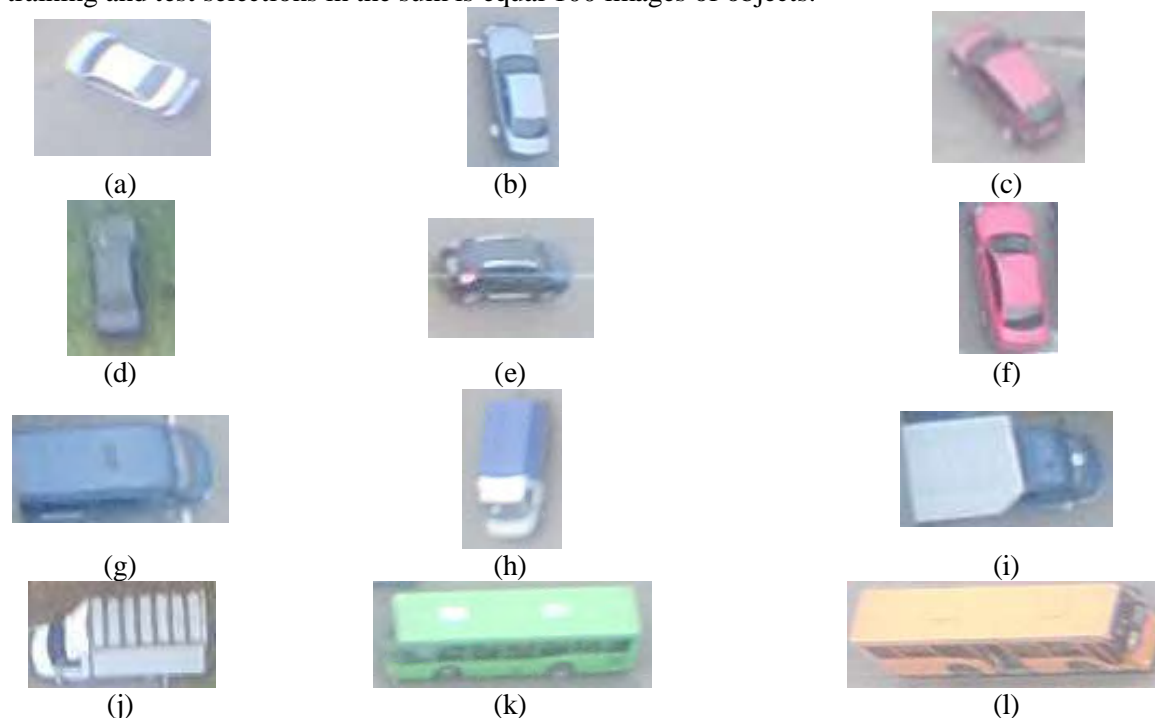 training and test selections in the sum is equal 100 images of objects.
(a) (b) (c)
(d) (e) (f)
(g) (h) (i)
(j) (k) (l)